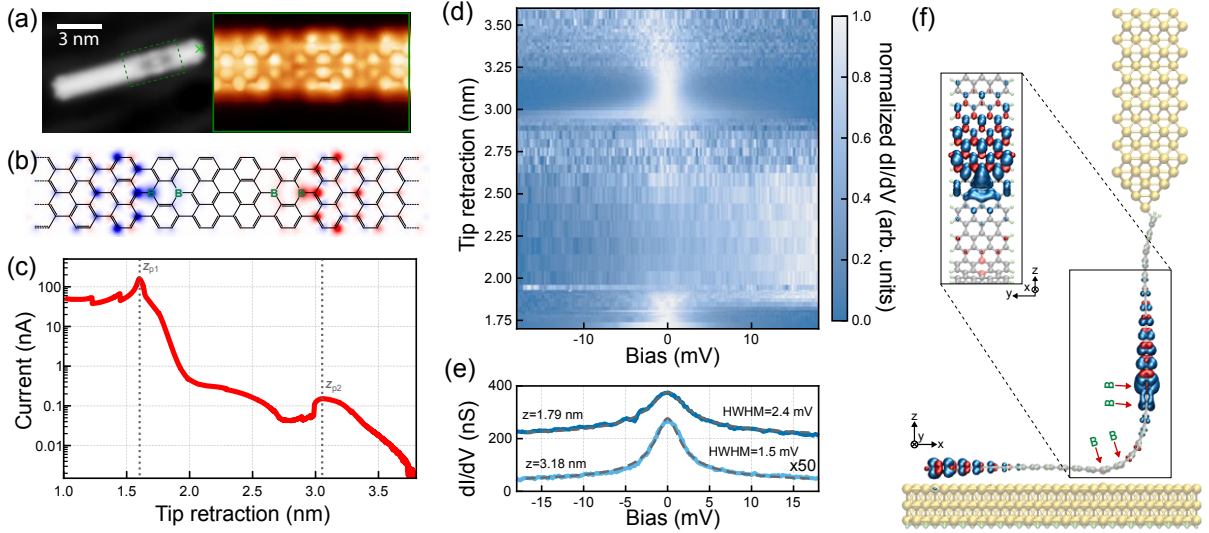 (a)
3 nm
(b)
B B B B
(c)
Current (nA)
100
10
1
0.1
0.01
z_p1
z_p2
1.0 1.5 2.0 2.5 3.0 3.5
Tip retraction (nm)
(d)
Tip retraction (nm)
3.50
3.25
3.00
2.75
2.50
2.25
2.00
1.75
-10 0 10
Bias (mV)
1.0
0.8
0.6
0.4
0.2
0.0
normalized dI/dV (arb. units)
(e)
dI/dV (nS)
400
200
0
z=1.79 nm
HWHM=2.4 mV
z=3.18 nm
HWHM=1.5 mV
x50
-15 -10 -5 0 5 10 15
Bias (mV)
(f)
z
y x
B
B
B B
z
y
x